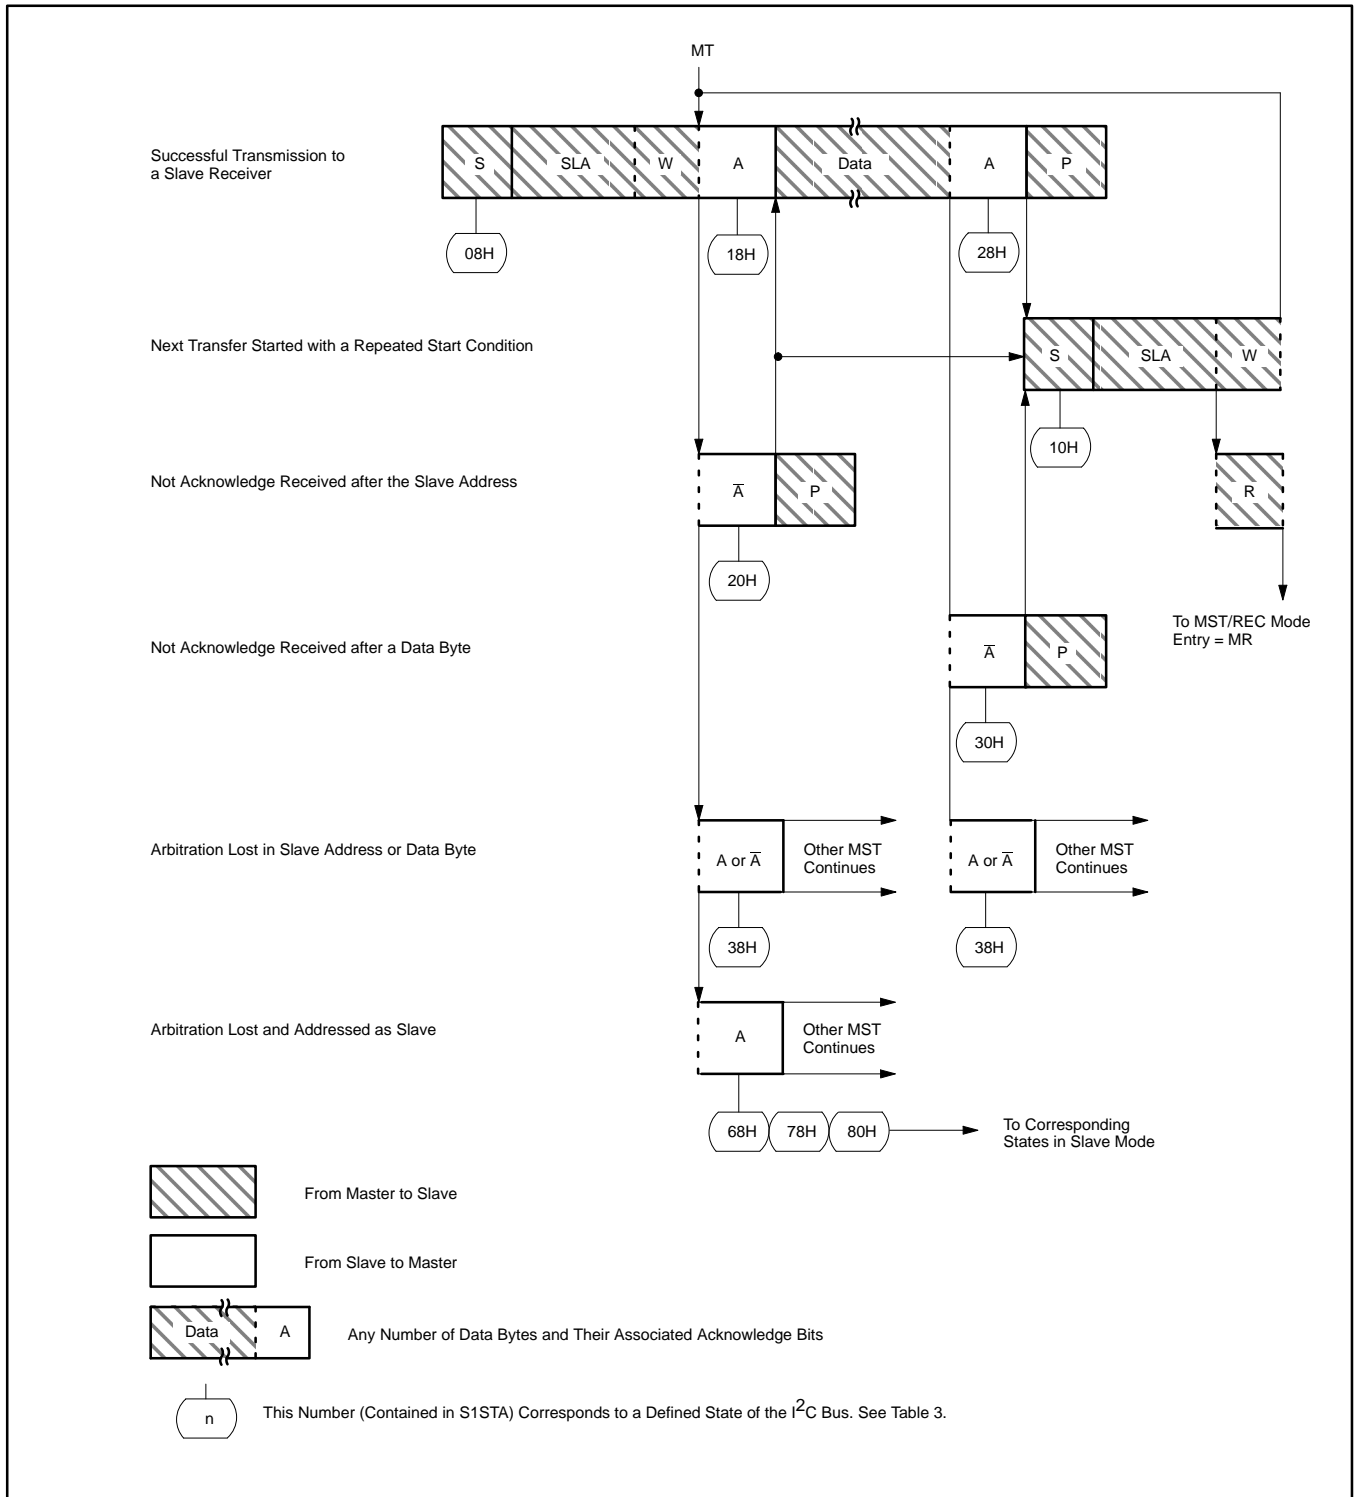 MT
Successful Transmission to
a Slave Receiver
S SLA W A Data A P
08H 18H 28H
Next Transfer Started with a Repeated Start Condition
S SLA W
10H
Not Acknowledge Received after the Slave Address
A̅ P
R
20H
To MST/REC Mode
Entry = MR
Not Acknowledge Received after a Data Byte
A̅ P
30H
Arbitration Lost in Slave Address or Data Byte
A or A̅
Other MST
Continues
A or A̅
Other MST
Continues
38H 38H
Arbitration Lost and Addressed as Slave
A
Other MST
Continues
68H 78H 80H
To Corresponding
States in Slave Mode
From Master to Slave
From Slave to Master
Data A
Any Number of Data Bytes and Their Associated Acknowledge Bits
n
This Number (Contained in S1STA) Corresponds to a Defined State of the I²C Bus. See Table 3.